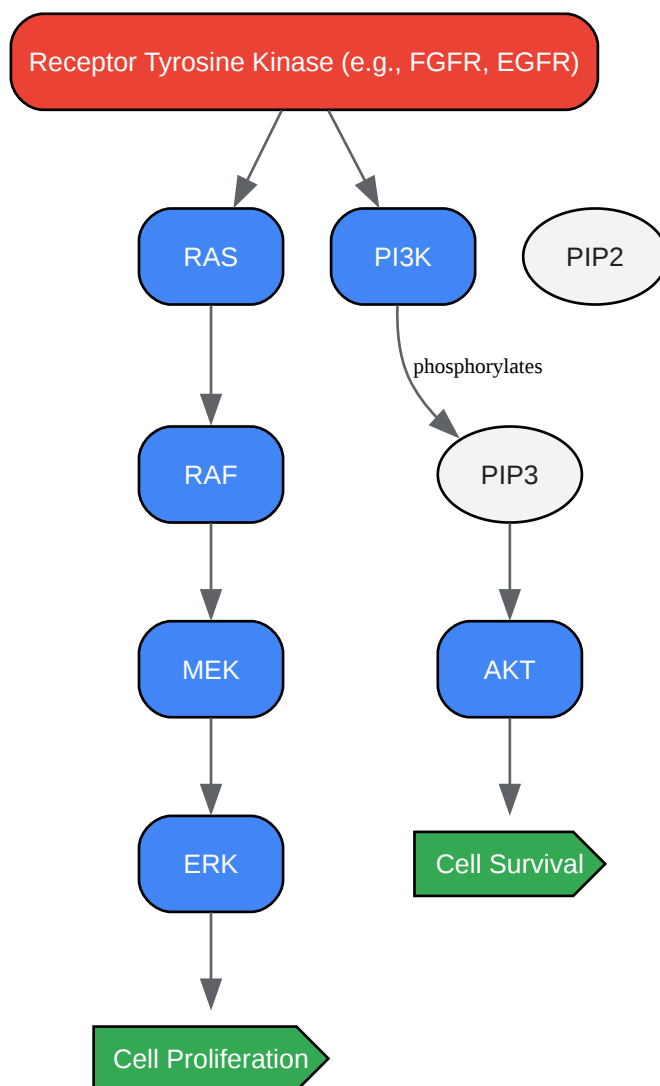 Receptor Tyrosine Kinase (e.g., FGFR, EGFR)
RAS
PI3K
PIP2
phosphorylates
RAF
PIP3
MEK
AKT
ERK
Cell Survival
Cell Proliferation